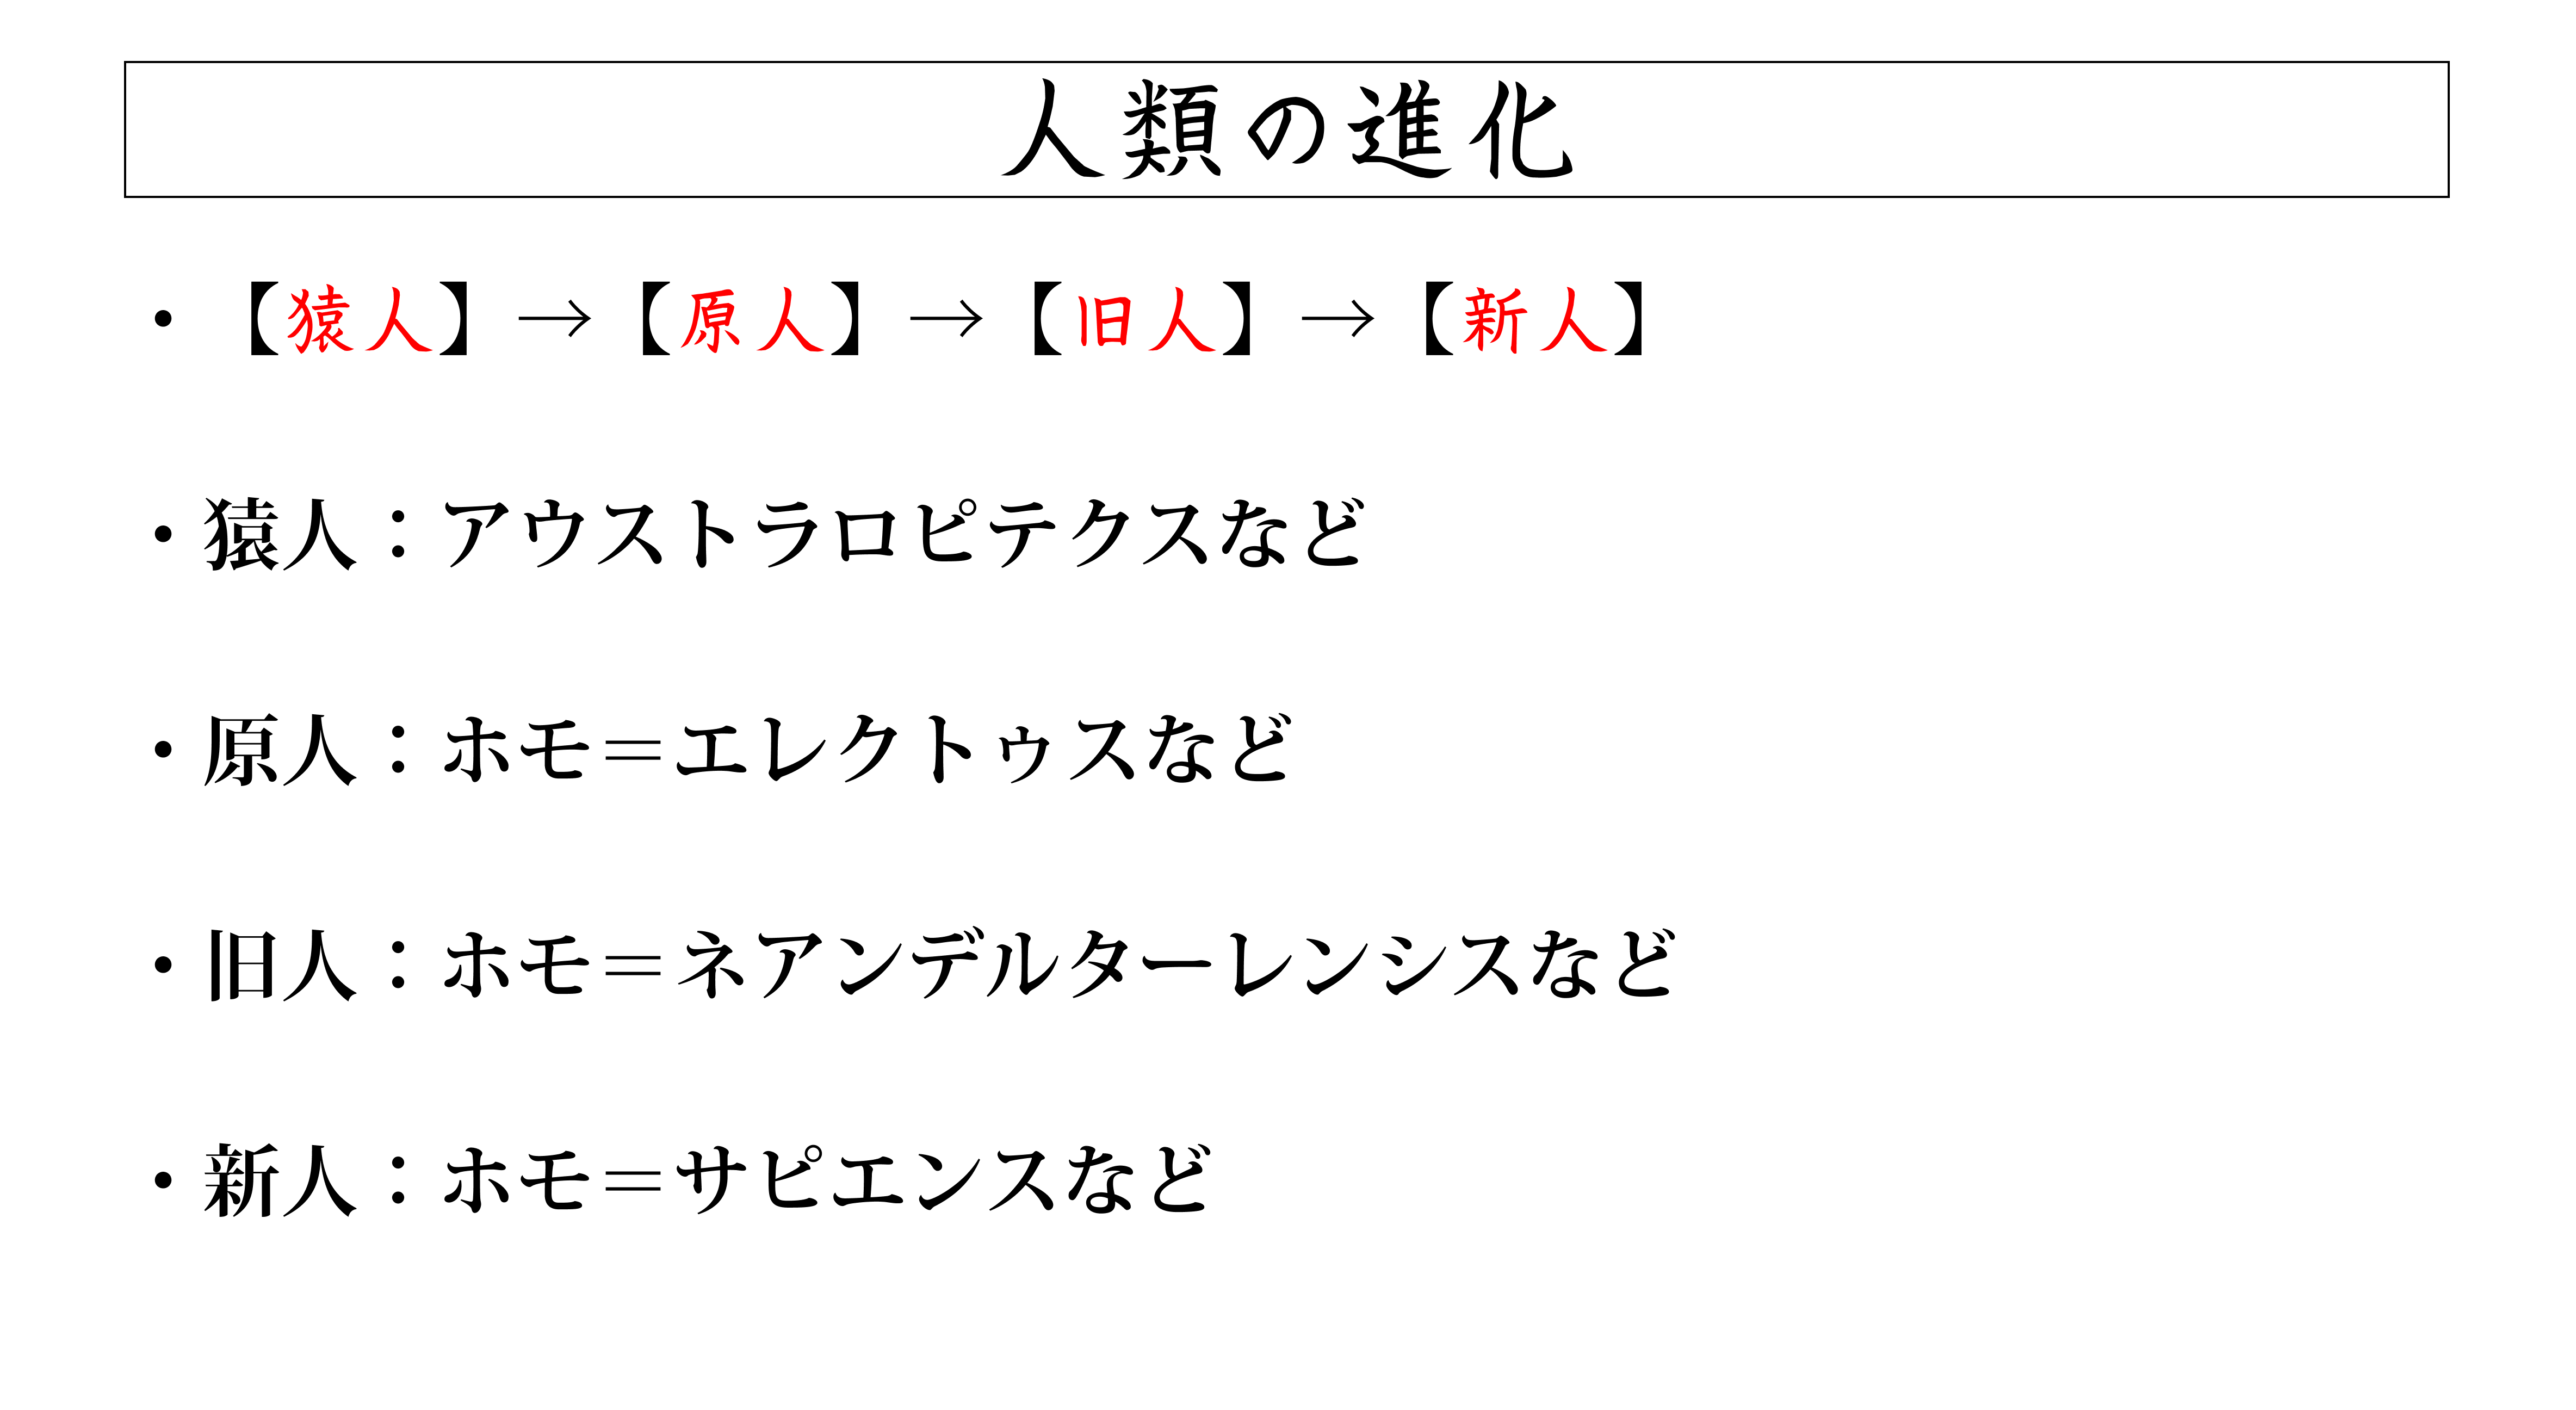 人類の進化
・【猿人】→【原人】→【旧人】→【新人】
・猿人：アウストラロピテクスなど
・原人：ホモ＝エレクトゥスなど
・旧人：ホモ＝ネアンデルターレンシスなど
・新人：ホモ＝サピエンスなど